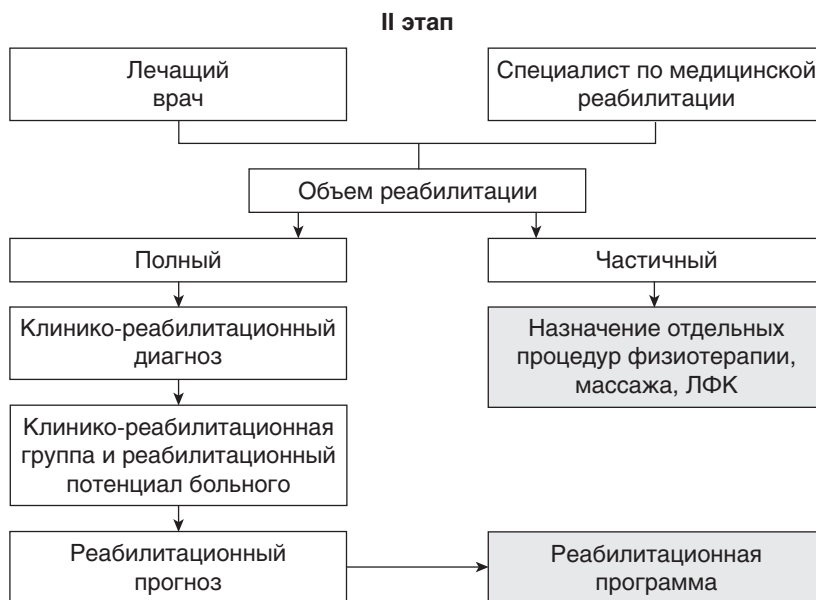 II этап
Лечащий
врач
Специалист по медицинской
реабилитации
Объем реабилитации
Полный
Частичный
Клинико-реабилитационный
диагноз
Назначение отдельных
процедур физиотерапии,
массажа, ЛФК
Клинико-реабилитационная
группа и реабилитационный
потенциал больного
Реабилитационный
прогноз
Реабилитационная
программа